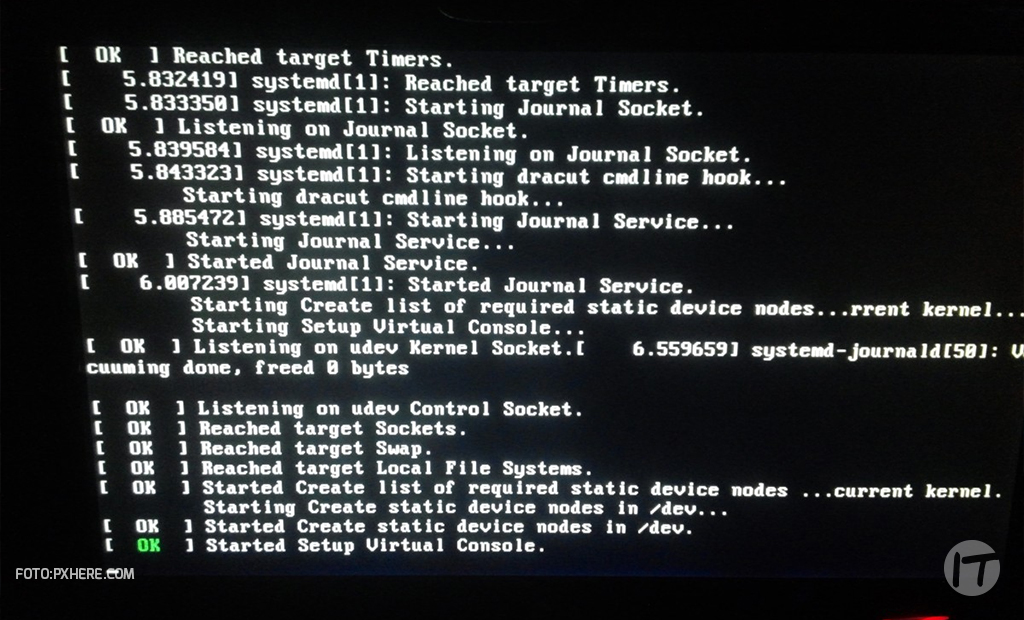 [  OK  ] Reached target Timers.
[    5.832419] systemd[1]: Reached target Timers.
[    5.833350] systemd[1]: Starting Journal Socket.
[  OK  ] Listening on Journal Socket.
[    5.839584] systemd[1]: Listening on Journal Socket.
[    5.843323] systemd[1]: Starting dracut cmdline hook...
Starting dracut cmdline hook...
[    5.885472] systemd[1]: Starting Journal Service...
Starting Journal Service...
[  OK  ] Started Journal Service.
[    6.007239] systemd[1]: Started Journal Service.
Starting Create list of required static device nodes...rrent kernel...
Starting Setup Virtual Console...
[  OK  ] Listening on udev Kernel Socket.[    6.559659] systemd-journald[50]: V
cuuming done, freed 0 bytes
[  OK  ] Listening on udev Control Socket.
[  OK  ] Reached target Sockets.
[  OK  ] Reached target Swap.
[  OK  ] Reached target Local File Systems.
[  OK  ] Started Create list of required static device nodes ...current kernel.
Starting Create static device nodes in /dev...
[  OK  ] Started Create static device nodes in /dev.
[  OK  ] Started Setup Virtual Console.
FOTO:PXHERE.COM
IT